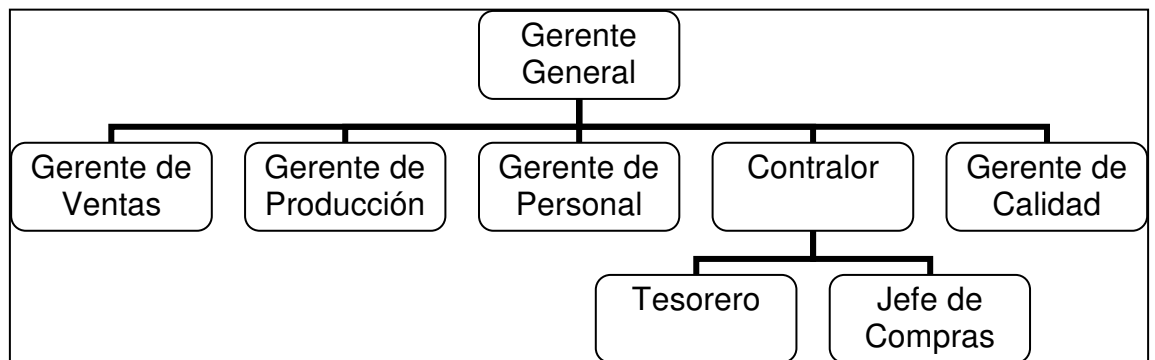 Gerente
General
Gerente de
Ventas
Gerente de
Producción
Gerente de
Personal
Contralor
Gerente de
Calidad
Tesorero
Jefe de
Compras